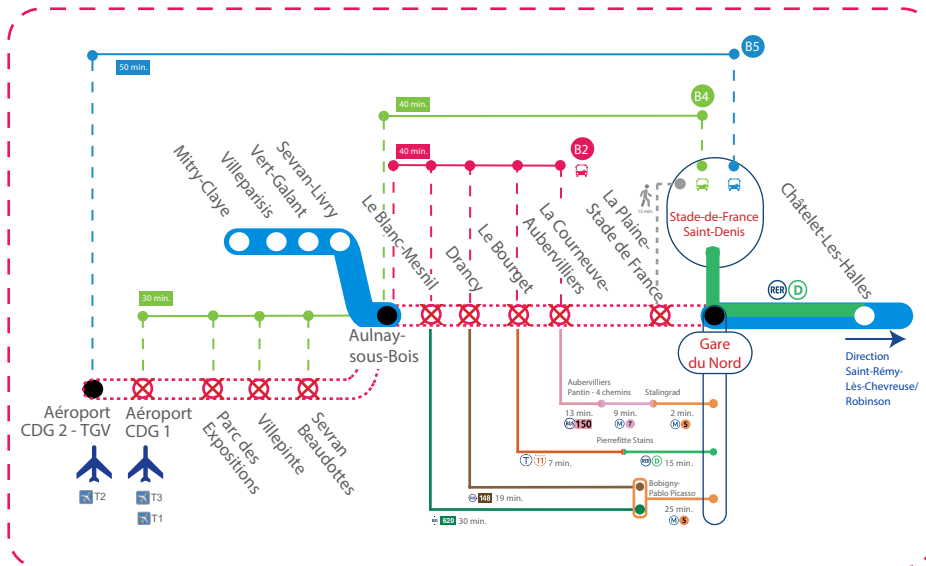 B5
50 min.
B4
40 min.
B2
40 min.
Mitry-Claye
Villeparisis
Vert-Galant
Sevran-Livry
Le Blanc-Mesnil
Drancy
Le Bourget
La Courneuve-
Aubervilliers
La Plaine-
Stade de France
Stade-de-France
Saint-Denis
Châtelet-Les-Halles
RER D
30 min.
Aulnay-
sous-Bois
Gare
du Nord
Direction
Saint-Rémy-
Lès-Chevreuse/
Robinson
Aéroport
CDG 2 - TGV
Aéroport
CDG 1
Parc des
Expositions
Villepinte
Sevran
Beaudottes
T2
T3
T1
Aubervilliers
Pantin - 4 chemins
Stalingrad
13 min.
9 min.
2 min.
BUS 150
M 7
M 5
Pierrefitte Stains
T 11 7 min.
RER D 15 min.
Bobigny-
Pablo Picasso
148 19 min.
25 min.
M 5
620 30 min.